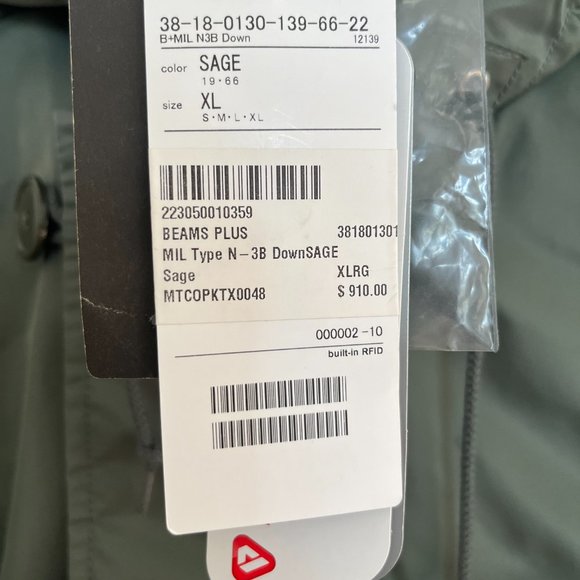 38-18-0130-139-66-22
B+MIL N3B Down 12139
color SAGE
19・66
size XL
S・M・L・XL
223050010359
BEAMS PLUS 381801301
MIL Type N-3B DownSAGE
Sage XLRG
MTCOPKTX0048 $ 910.00
000002-10
built-in RFID